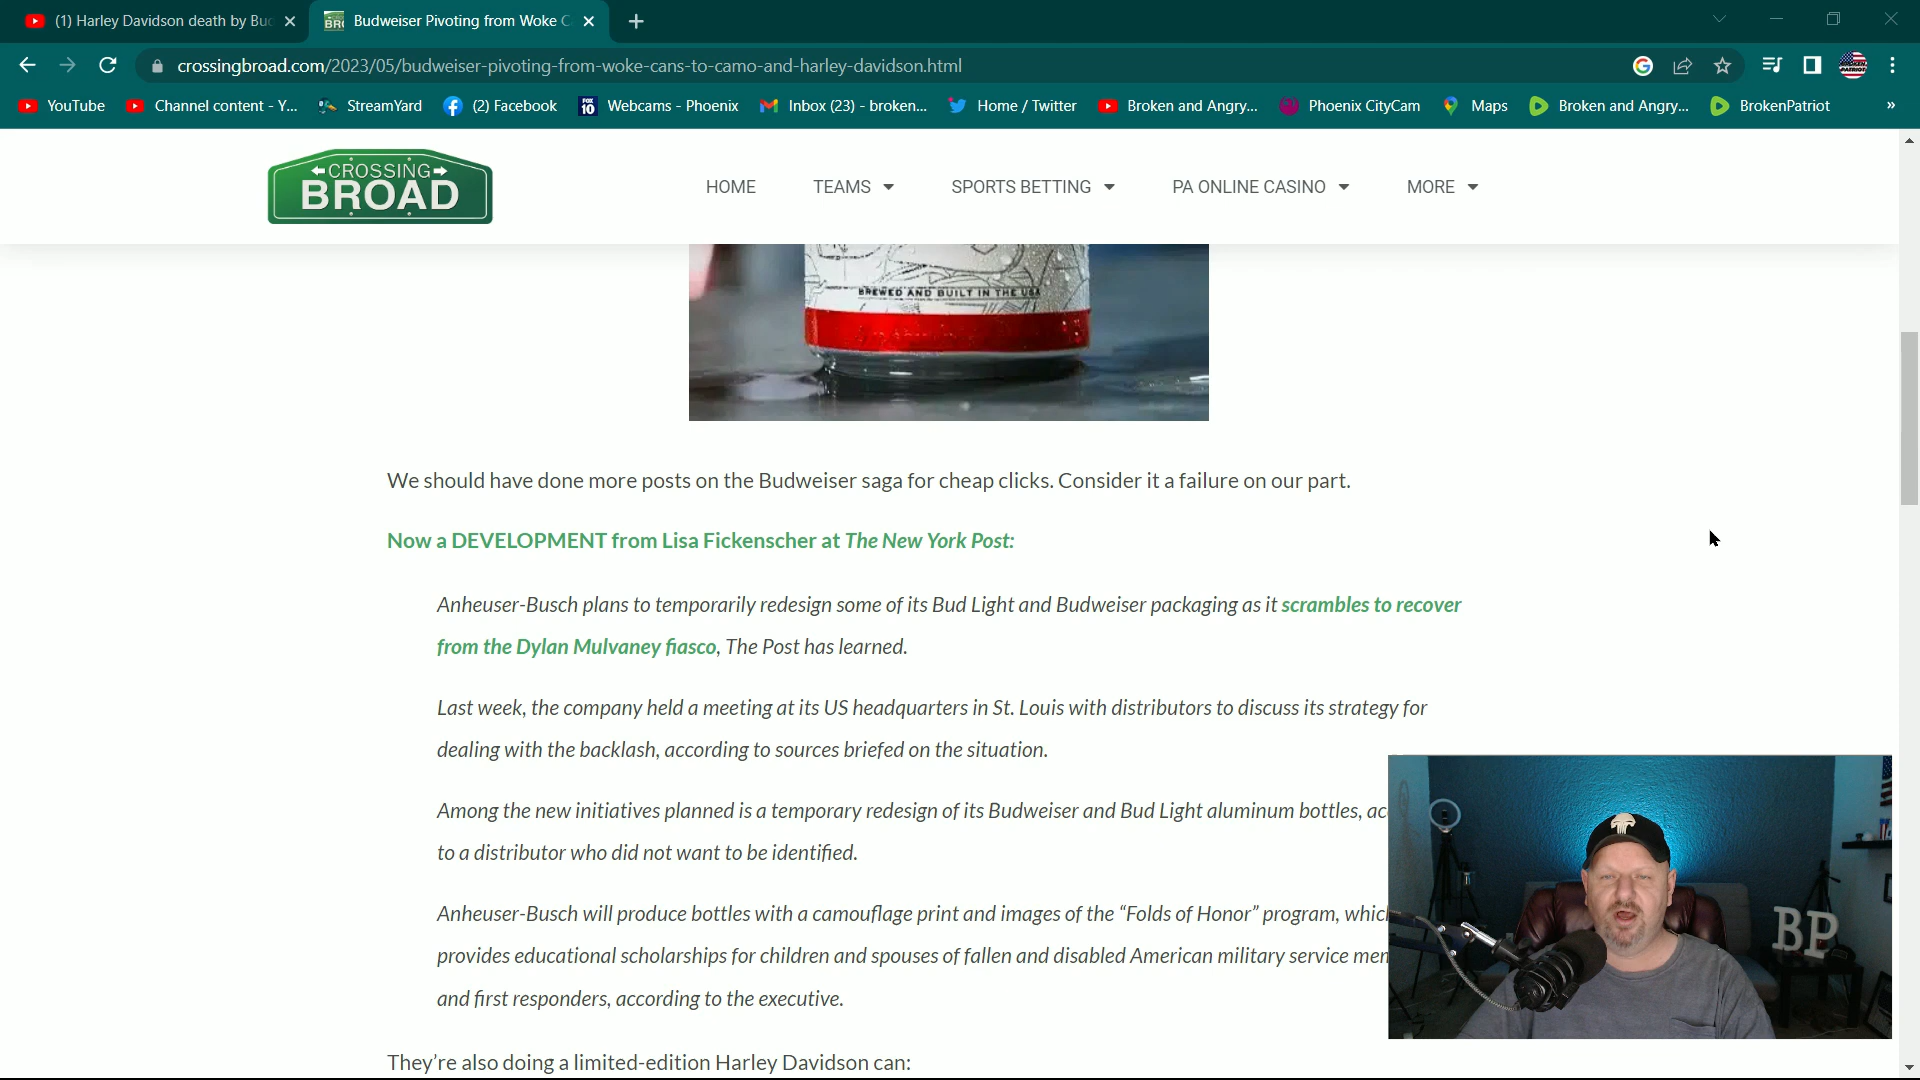 (1) Harley Davidson death by Bu
Budweiser Pivoting from Woke C
crossingbroad.com/2023/05/budweiser-pivoting-from-woke-cans-to-camo-and-harley-davidson.html
YouTube
Channel content - Y...
StreamYard
(2) Facebook
Webcams - Phoenix
Inbox (23) - broken...
Home / Twitter
Broken and Angry...
Phoenix CityCam
Maps
Broken and Angry...
BrokenPatriot
»
CROSSING
BROAD
HOME
TEAMS
SPORTS BETTING
PA ONLINE CASINO
MORE
BREWED AND BUILT IN THE USA
We should have done more posts on the Budweiser saga for cheap clicks. Consider it a failure on our part.
Now a DEVELOPMENT from Lisa Fickenscher at The New York Post:
Anheuser-Busch plans to temporarily redesign some of its Bud Light and Budweiser packaging as it scrambles to recover
from the Dylan Mulvaney fiasco, The Post has learned.
Last week, the company held a meeting at its US headquarters in St. Louis with distributors to discuss its strategy for
dealing with the backlash, according to sources briefed on the situation.
Among the new initiatives planned is a temporary redesign of its Budweiser and Bud Light aluminum bottles, ac
to a distributor who did not want to be identified.
Anheuser-Busch will produce bottles with a camouflage print and images of the “Folds of Honor” program, whic
provides educational scholarships for children and spouses of fallen and disabled American military service mem
and first responders, according to the executive.
BP
They’re also doing a limited-edition Harley Davidson can: